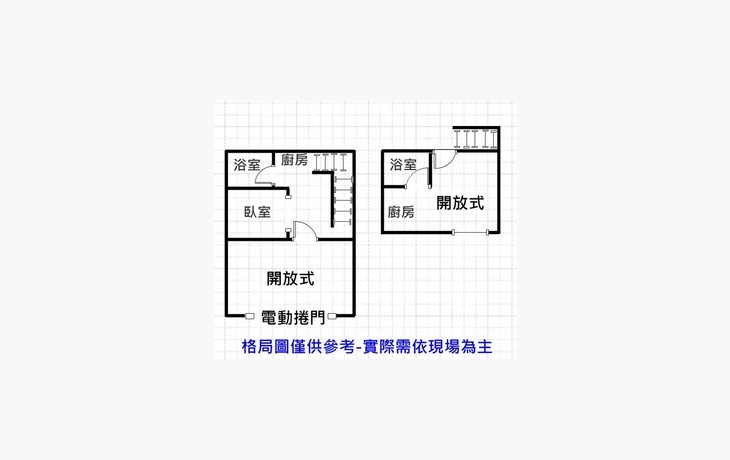 浴室
廚房
臥室
開放式
電動捲門
浴室
廚房
開放式
格局圖僅供參考-實際需依現場為主